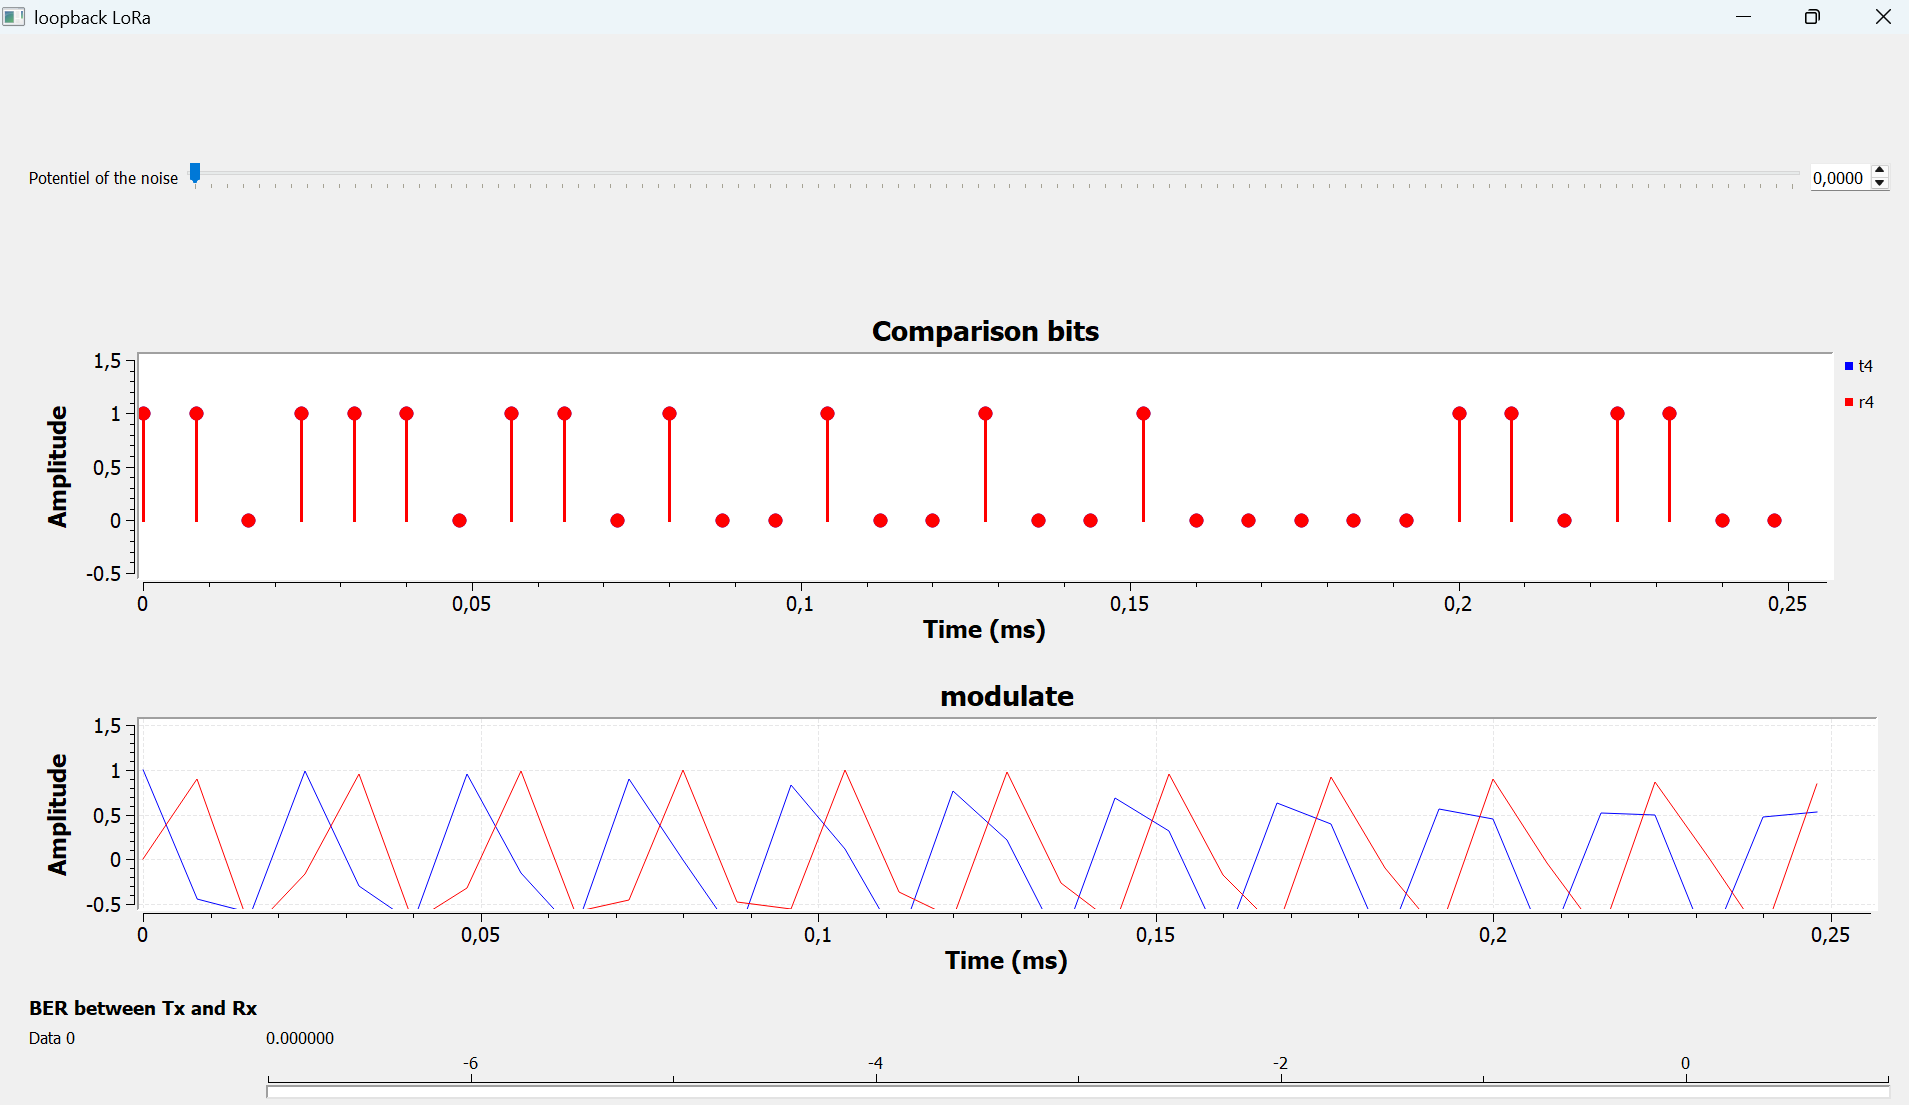 loopback LoRa
Potentiel of the noise
0,0000
Comparison bits
1,5
1
0,5
0
-0.5
Amplitude
t4
r4
0 0,05 0,1 0,15 0,2 0,25
Time (ms)
modulate
1,5
1
0,5
0
-0.5
Amplitude
0 0,05 0,1 0,15 0,2 0,25
Time (ms)
BER between Tx and Rx
Data 0 0.000000
-6 -4 -2 0